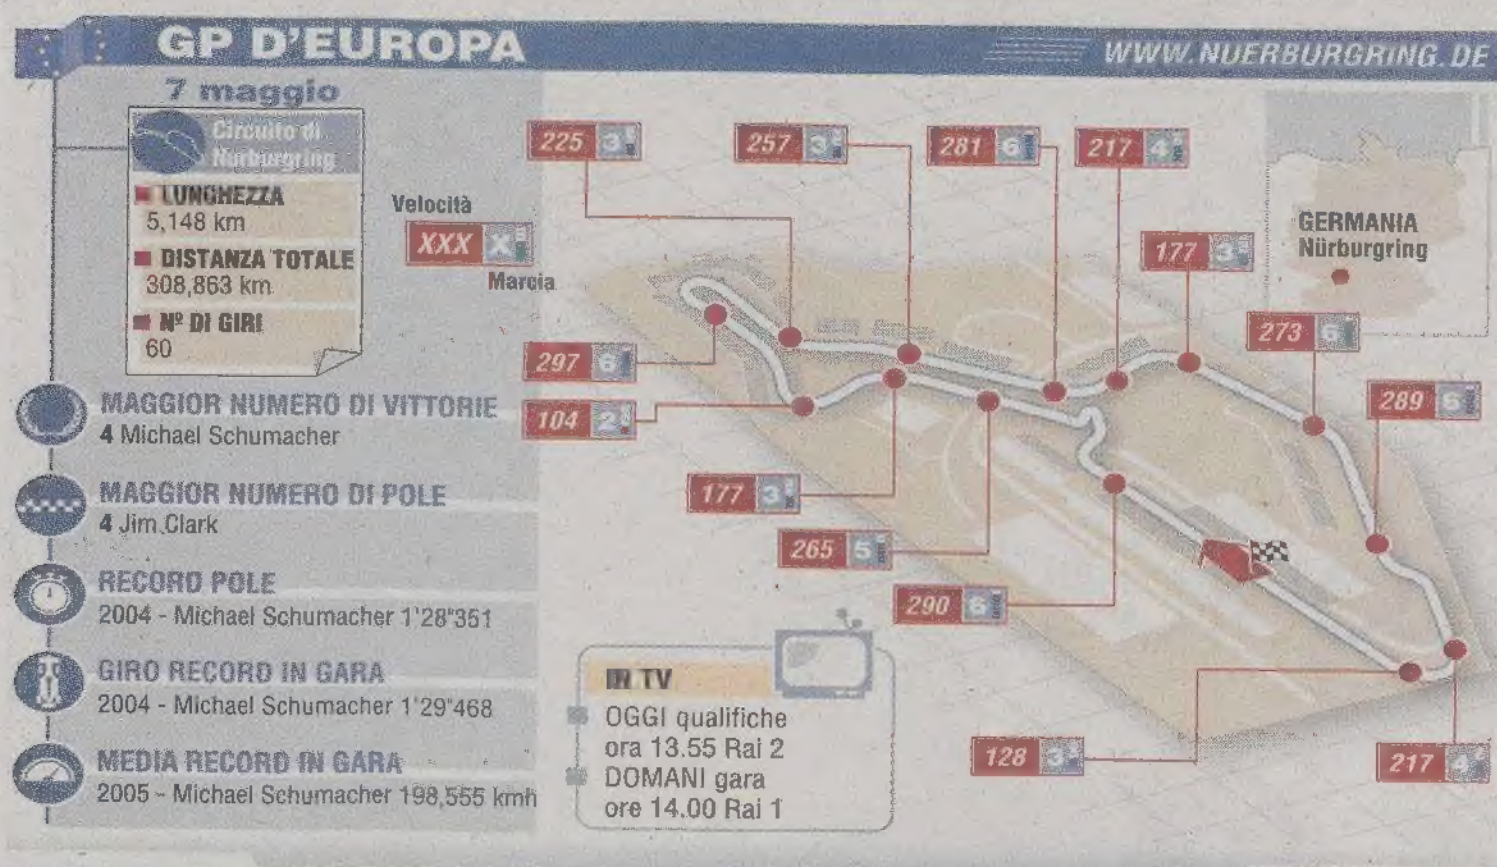 GP D'EUROPA
WWW.NUERBURGRING.DE
7 maggio
Circuito di
Nurburgring
LUNGHEZZA
5,148 km
DISTANZA TOTALE
308,863 km
Nº DI GIRI
60
Velocità
XXX X
Marcia
225 3
257 3
281 6
217 4
177 3
GERMANIA
Nürburgring
273 6
297 6
104 2
289 5
177 3
265 5
290 6
128 3
217 4
MAGGIOR NUMERO DI VITTORIE
4 Michael Schumacher
MAGGIOR NUMERO DI POLE
4 Jim Clark
RECORD POLE
2004 - Michael Schumacher 1'28"351
GIRO RECORD IN GARA
2004 - Michael Schumacher 1'29"468
MEDIA RECORD IN GARA
2005 - Michael Schumacher 198,555 kmh
IN TV
OGGI qualifiche
ora 13.55 Rai 2
DOMANI gara
ore 14.00 Rai 1